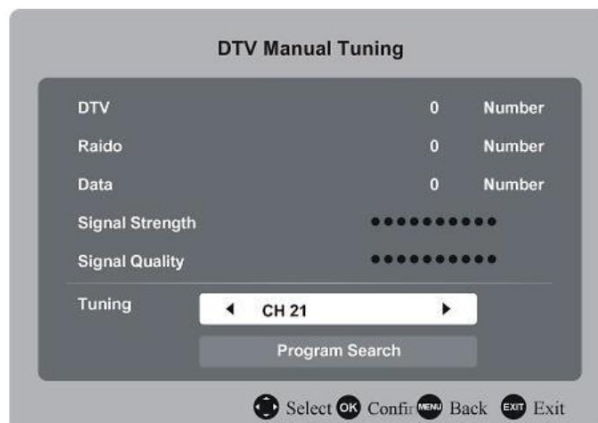 DTV Manual Tuning
DTV 0 Number
Raido 0 Number
Data 0 Number
Signal Strength
Signal Quality
Tuning CH 21
Program Search
Select OK Confir MENU Back EXIT Exit